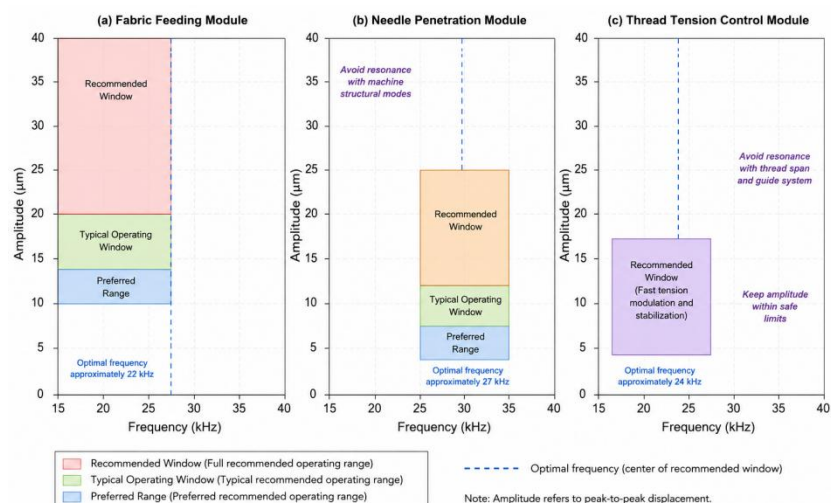 (a) Fabric Feeding Module
40
35
30
25
20
15
10
5
0
Amplitude (µm)
Recommended
Window
Typical Operating
Window
Preferred
Range
Optimal frequency
approximately 22 kHz
15
20
25
30
35
40
Frequency (kHz)
(b) Needle Penetration Module
40
35
30
25
20
15
10
5
0
Amplitude (µm)
Avoid resonance
with machine
structural modes
Recommended
Window
Typical Operating
Window
Preferred
Range
Optimal frequency
approximately 27 kHz
15
20
25
30
35
40
Frequency (kHz)
(c) Thread Tension Control Module
40
35
30
25
20
15
10
5
0
Amplitude (µm)
Avoid resonance
with thread span
and guide system
Recommended
Window
(Fast tension
modulation and
stabilization)
Keep amplitude
within safe
limits
Optimal frequency
approximately 24 kHz
15
20
25
30
35
40
Frequency (kHz)
Recommended Window (Full recommended operating range)
Typical Operating Window (Typical recommended operating range)
Preferred Range (Preferred recommended operating range)
Optimal frequency (center of recommended window)
Note: Amplitude refers to peak-to-peak displacement.